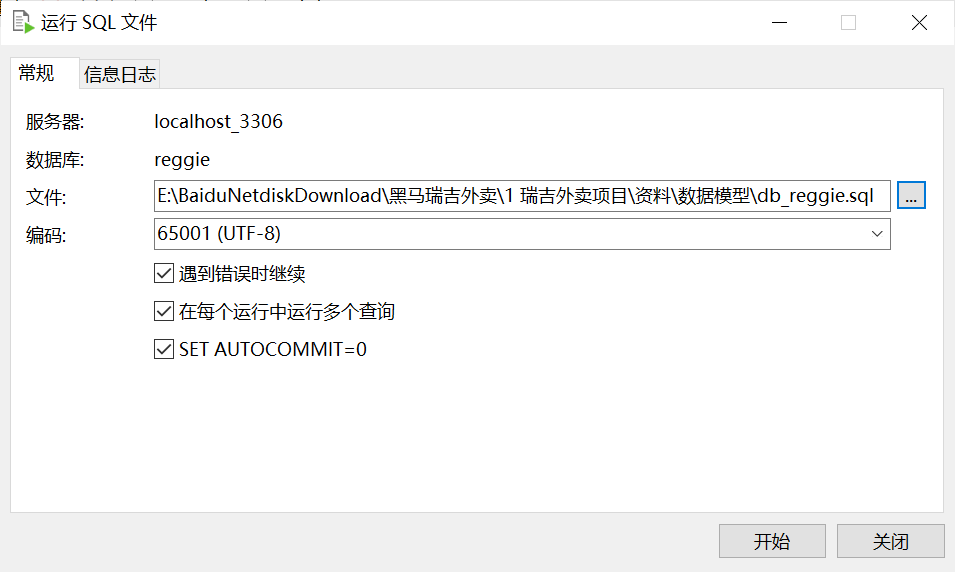 运行 SQL 文件
常规 信息日志
服务器: localhost_3306
数据库: reggie
文件: E:\BaiduNetdiskDownload\黑马瑞吉外卖\1 瑞吉外卖项目\资料\数据模型\db_reggie.sql ...
编码: 65001 (UTF-8)
遇到错误时继续
在每个运行中运行多个查询
SET AUTOCOMMIT=0
开始 关闭